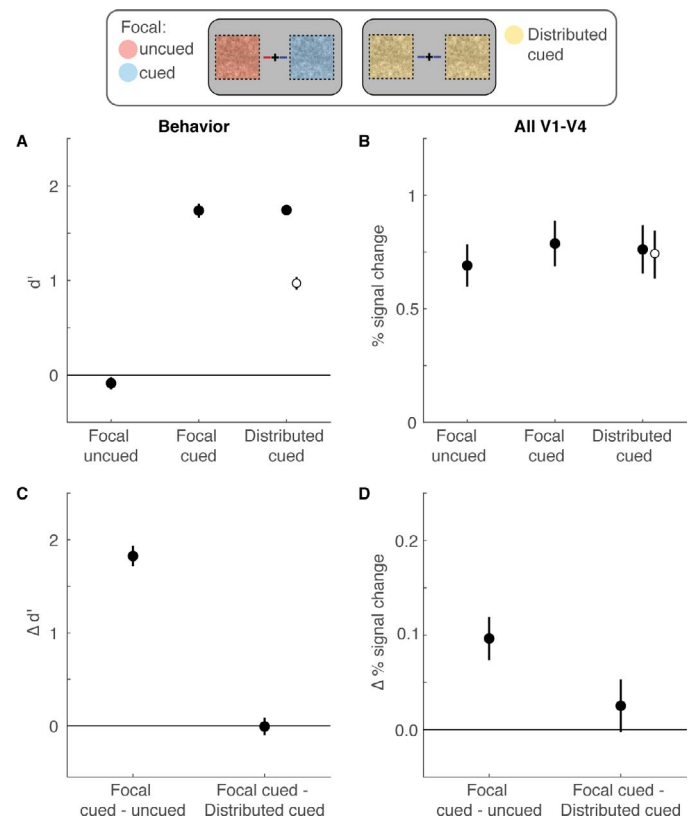 Focal:
uncued
cued
Distributed
cued
Behavior
All V1-V4
A
2
1
0
d'
Focal
uncued
Focal
cued
Distributed
cued
B
1
0.5
0
% signal change
Focal
uncued
Focal
cued
Distributed
cued
C
2
1
0
Δ d'
Focal
cued - uncued
Focal cued -
Distributed cued
D
0.2
0.1
0.0
Δ % signal change
Focal
cued - uncued
Focal cued -
Distributed cued